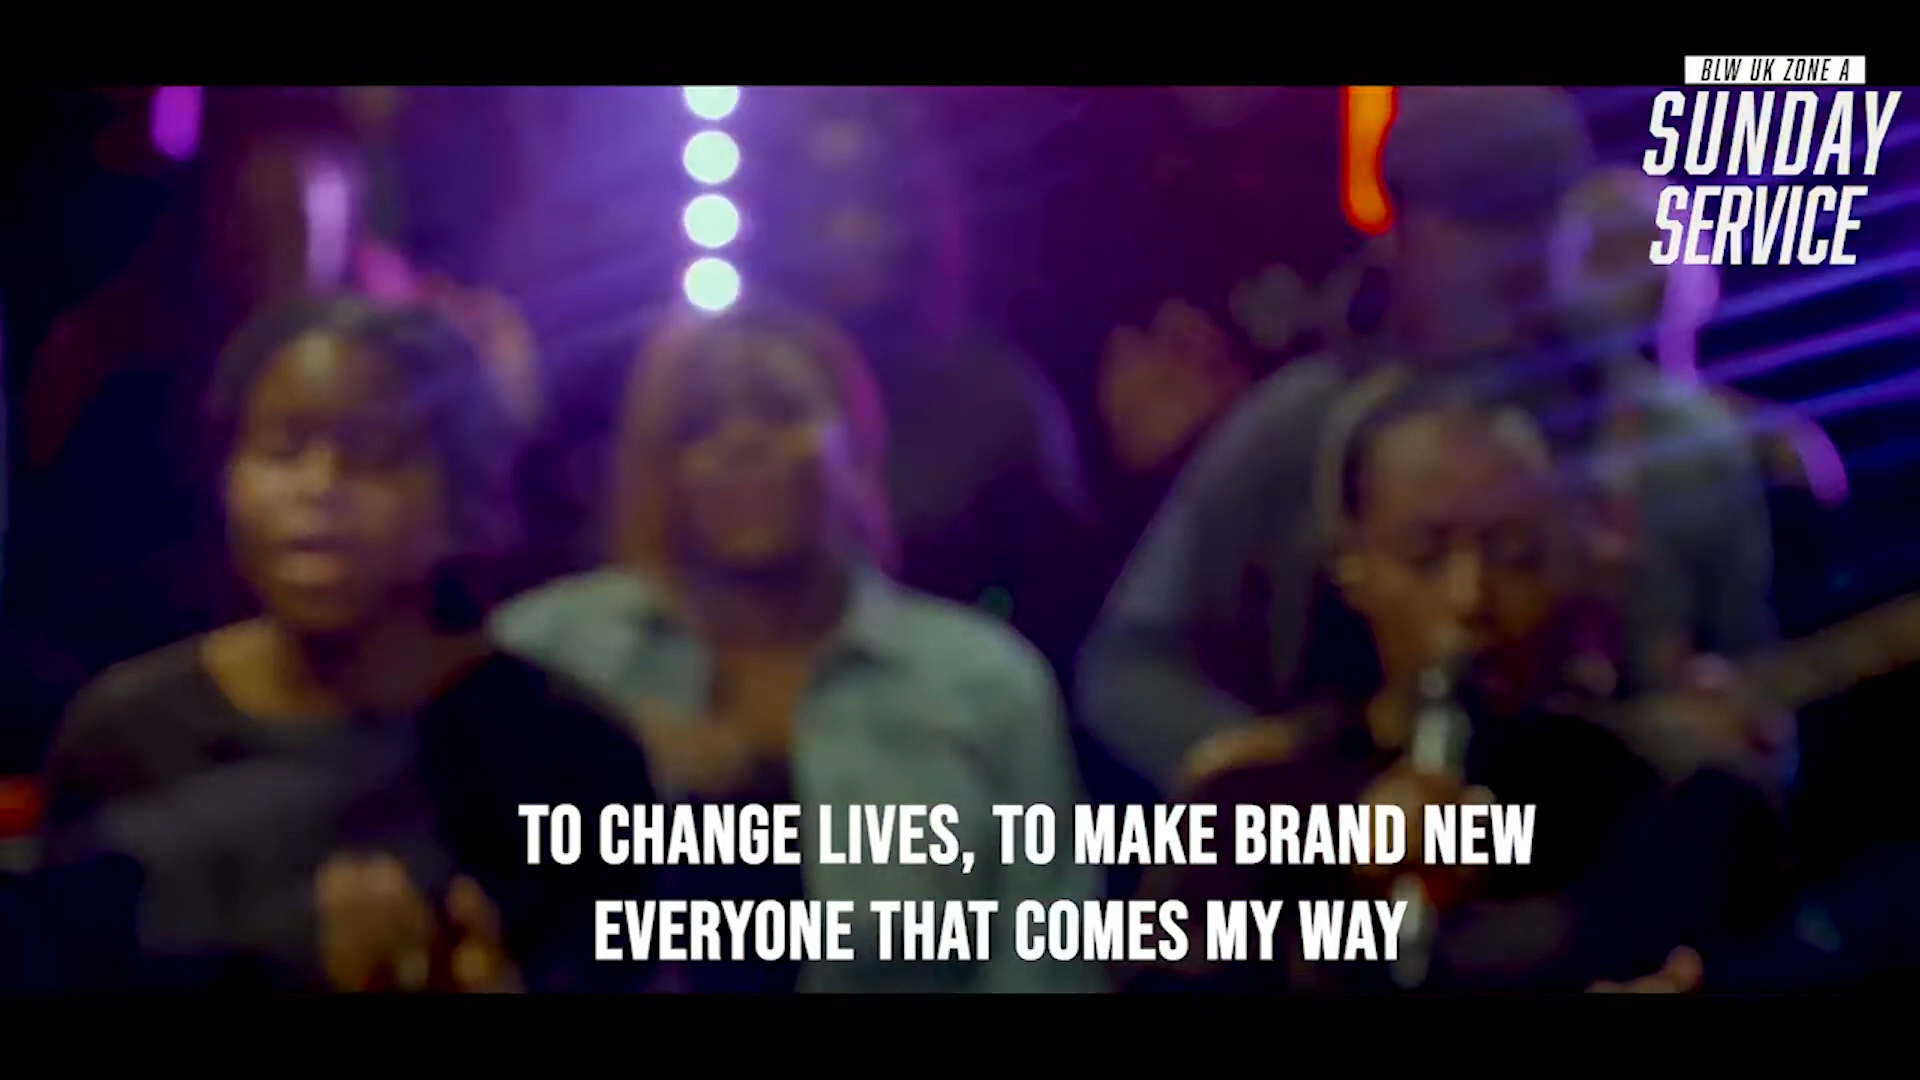 BLW UK ZONE A
SUNDAY
SERVICE
TO CHANGE LIVES, TO MAKE BRAND NEW
EVERYONE THAT COMES MY WAY